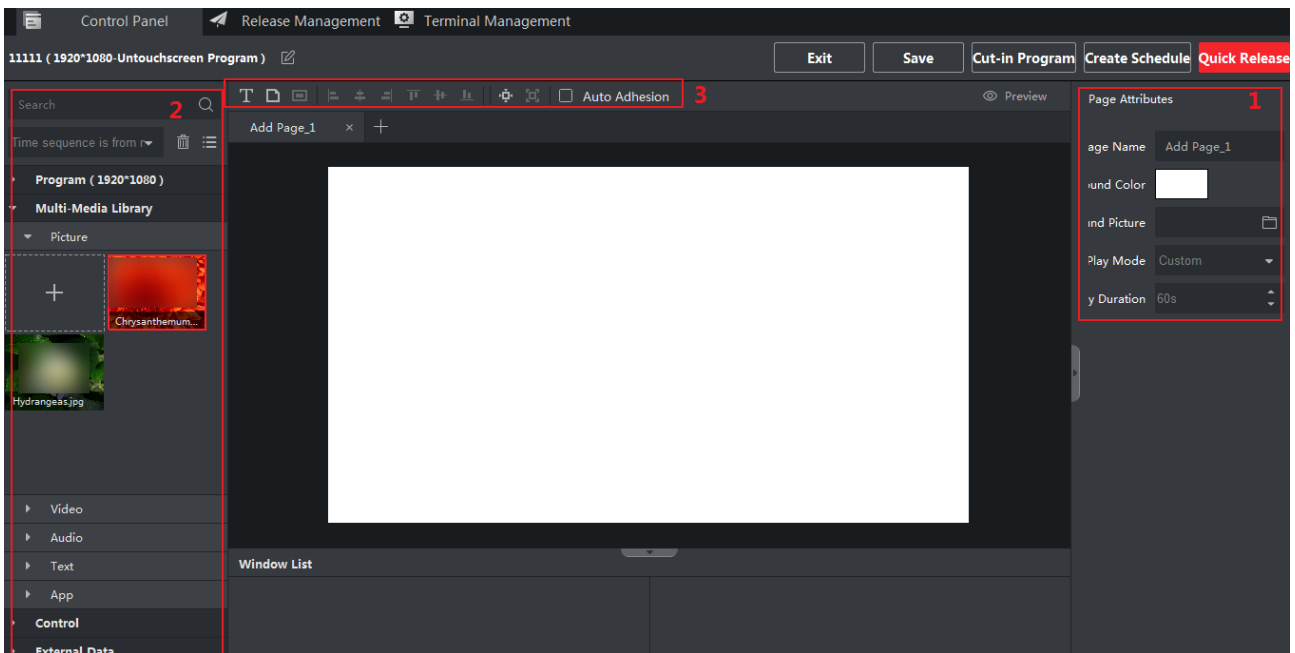 Control Panel Release Management Terminal Management
11111 ( 1920*1080-Untouchscreen Program )
Exit Save Cut-in Program Create Schedule Quick Release
Search 2
T Auto Adhesion 3
Preview
Page Attributes 1
Time sequence is from r
Add Page_1 × +
age Name Add Page_1
Program ( 1920*1080 )
und Color
Multi-Media Library
Picture
und Picture
Play Mode Custom
y Duration 60s
Chrysanthemum...
Hydrangeas.jpg
Video
Audio
Text
App
Control
External Data
Window List